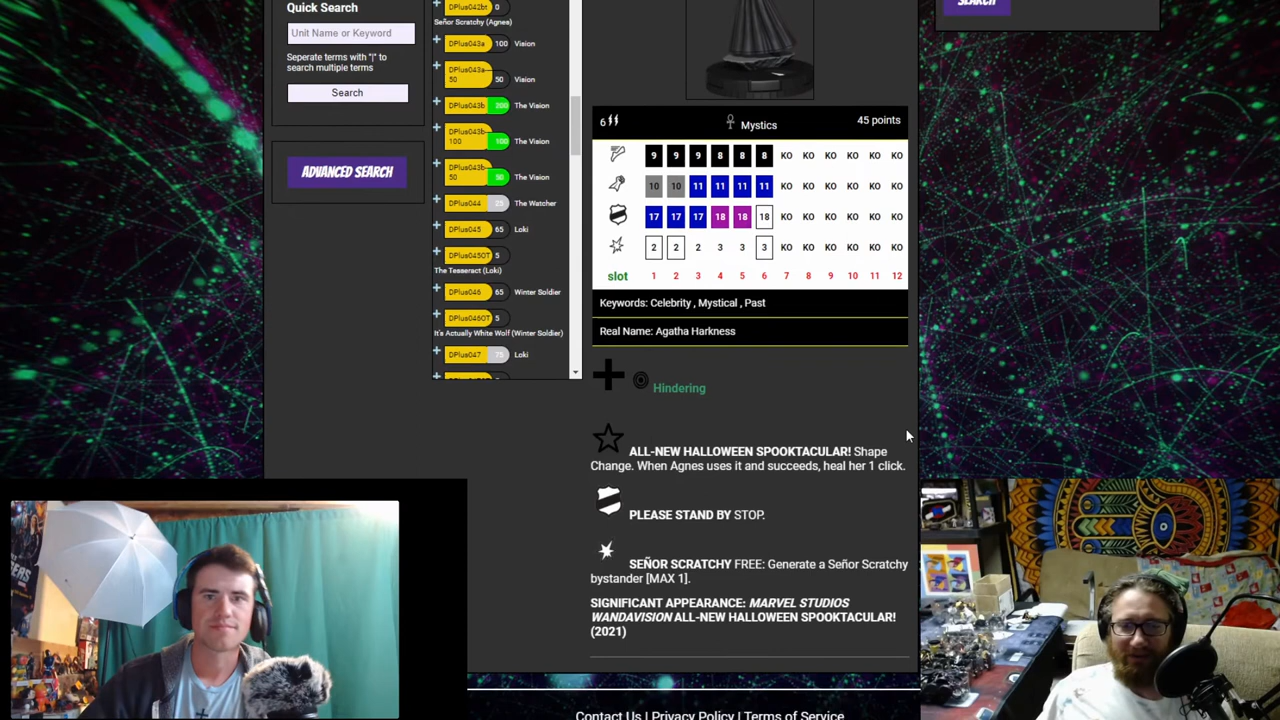 SEARCH
Quick Search
Unit Name or Keyword
Seperate terms with "|" to
search multiple terms
Search
ADVANCED SEARCH
DPlus042bt 0
Señor Scratchy (Agnes)
DPlus043a 100 Vision
DPlus043a
50 50 Vision
DPlus043b 200 The Vision
DPlus043b
100 100 The Vision
DPlus043b
50 50 The Vision
DPlus044 25 The Watcher
DPlus045 65 Loki
DPlus045OT 5
The Tesseract (Loki)
DPlus046 65 Winter Soldier
DPlus046OT 5
It's Actually White Wolf (Winter Soldier)
DPlus047 75 Loki
6 Mystics 45 points
9 9 9 8 8 8 KO KO KO KO KO KO
10 10 11 11 11 11 KO KO KO KO KO KO
17 17 17 18 18 18 KO KO KO KO KO KO
2 2 2 3 3 3 KO KO KO KO KO KO
slot 1 2 3 4 5 6 7 8 9 10 11 12
Keywords: Celebrity , Mystical , Past
Real Name: Agatha Harkness
Hindering
ALL-NEW HALLOWEEN SPOOKTACULAR! Shape
Change. When Agnes uses it and succeeds, heal her 1 click.
PLEASE STAND BY STOP.
SEÑOR SCRATCHY FREE: Generate a Señor Scratchy
bystander [MAX 1].
SIGNIFICANT APPEARANCE: MARVEL STUDIOS
WANDAVISION ALL-NEW HALLOWEEN SPOOKTACULAR!
(2021)
Contact Us | Privacy Policy | Terms of Service